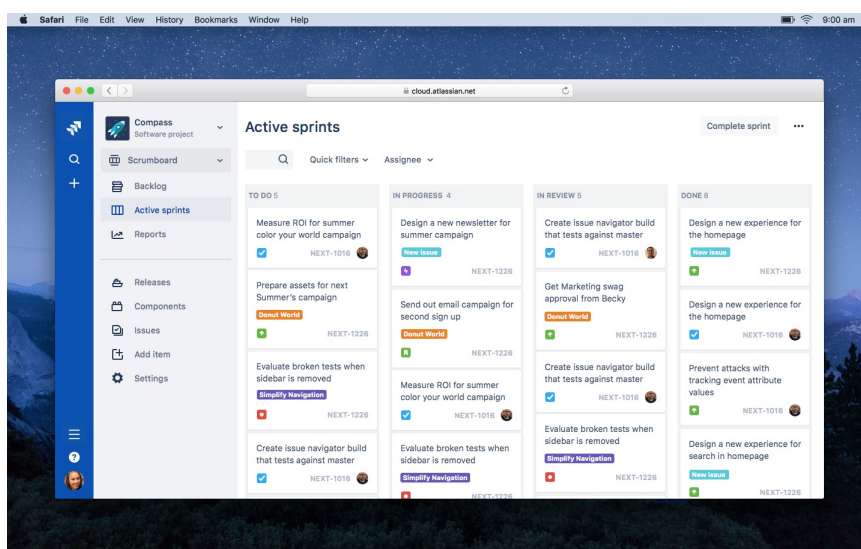 Safari File Edit View History Bookmarks Window Help
9:00 am
cloud.atlassian.net
Compass
Software project
Scrumboard
Backlog
Active sprints
Reports
Releases
Components
Issues
Add item
Settings
Active sprints
Complete sprint
Quick filters
Assignee
TO DO 5
Measure ROI for summer
color your world campaign
NEXT-1016
Prepare assets for next
Summer's campaign
Donut World
NEXT-1226
Evaluate broken tests when
sidebar is removed
Simplify Navigation
NEXT-1226
Create issue navigator build
that tests against master
NEXT-1016
IN PROGRESS 4
Design a new newsletter for
summer campaign
New issue
NEXT-1226
Send out email campaign for
second sign up
Donut World
NEXT-1226
Measure ROI for summer
color your world campaign
NEXT-1016
Evaluate broken tests when
sidebar is removed
Simplify Navigation
NEXT-1226
IN REVIEW 5
Create issue navigator build
that tests against master
NEXT-1016
Get Marketing swag
approval from Becky
Donut World
NEXT-1226
Create issue navigator build
that tests against master
NEXT-1016
Evaluate broken tests when
sidebar is removed
Simplify Navigation
NEXT-1226
DONE 8
Design a new experience for
the homepage
New issue
NEXT-1226
Design a new experience for
the homepage
NEXT-1016
Prevent attacks with
tracking event attribute
values
NEXT-1016
Design a new experience for
search in homepage
New issue
NEXT-1226